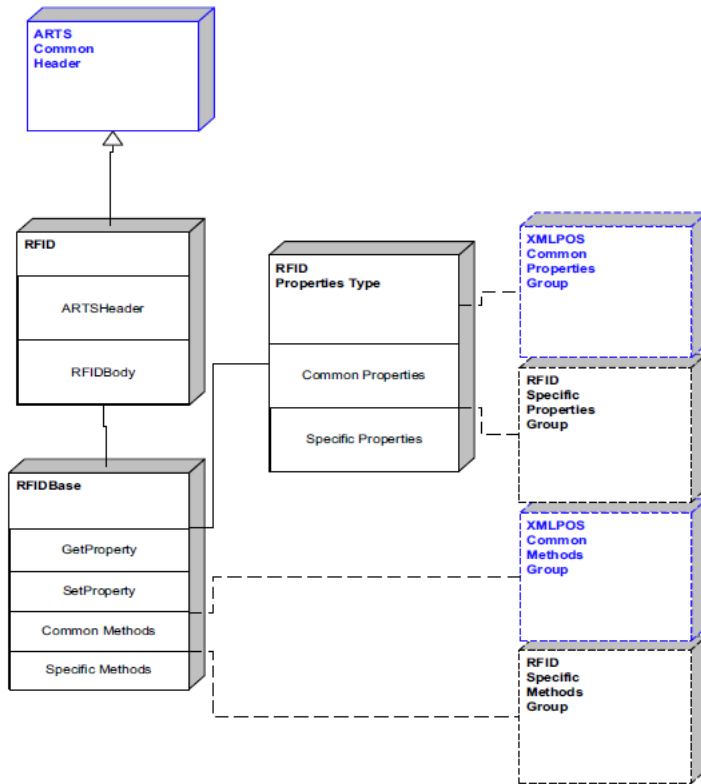 ARTS
Common
Header
RFID
ARTSHeader
RFIDBody
RFID
Properties Type
Common Properties
Specific Properties
XMLPOS
Common
Properties
Group
RFID
Specific
Properties
Group
RFIDBase
GetProperty
SetProperty
Common Methods
Specific Methods
XMLPOS
Common
Methods
Group
RFID
Specific
Methods
Group